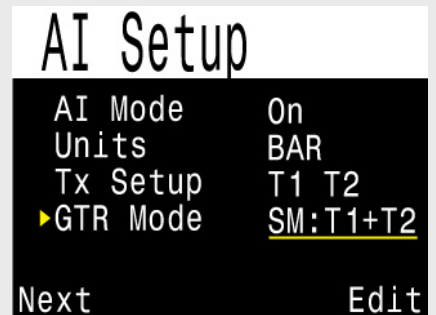 AI Setup
AI Mode On
Units BAR
Tx Setup T1 T2
GTR Mode SM:T1+T2
Next Edit